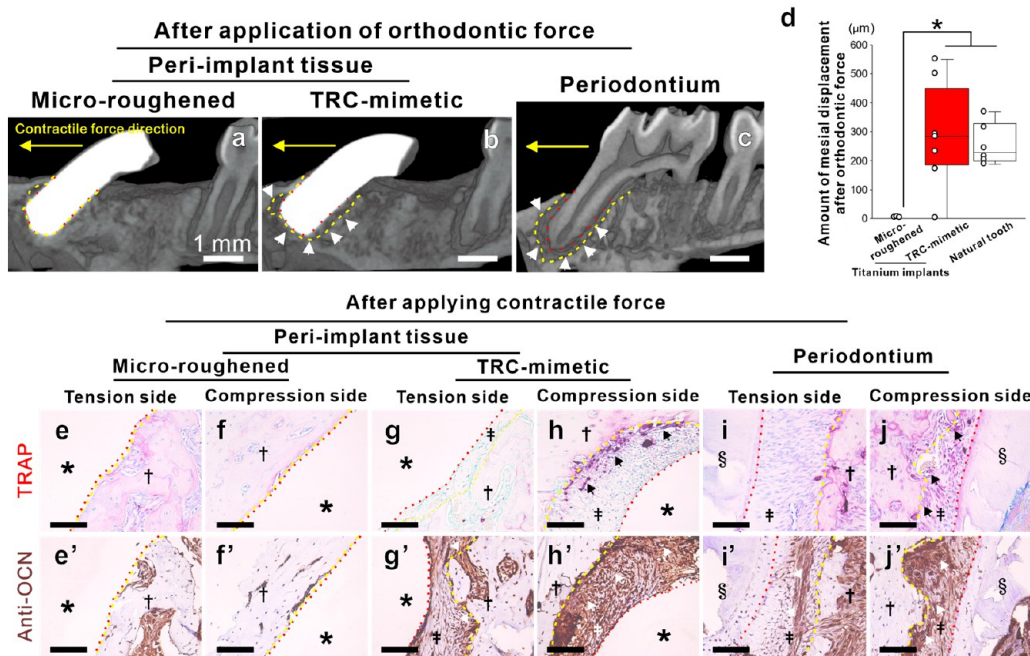 After application of orthodontic force
Peri-implant tissue
Micro-roughened
TRC-mimetic
Periodontium
Contractile force direction
a
b
c
1 mm
d
(μm)
*
600
500
400
300
200
100
0
Amount of mesial displacement
after orthodontic force
Micro-
roughened
TRC-mimetic
Natural tooth
Titanium implants
After applying contractile force
Peri-implant tissue
Micro-roughened
TRC-mimetic
Periodontium
Tension side
Compression side
Tension side
Compression side
Tension side
Compression side
TRAP
e
*
†
f
†
*
g
*
‡
†
h
†
‡
*
i
§
‡
†
j
†
‡
§
Anti-OCN
e’
*
†
f’
†
*
g’
*
‡
†
h’
†
‡
*
i’
§
‡
†
j’
†
‡
§